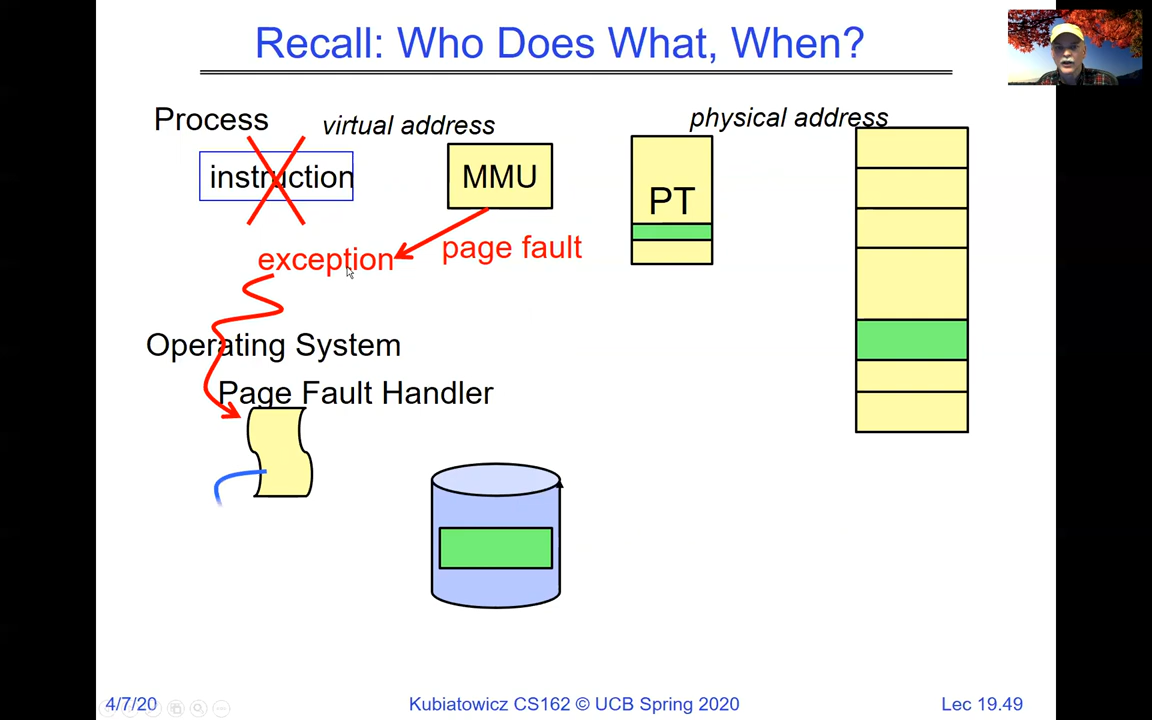 Recall: Who Does What, When?
Process
virtual address
physical address
instruction
MMU
PT
exception
page fault
Operating System
Page Fault Handler
4/7/20
Kubiatowicz CS162 © UCB Spring 2020
Lec 19.49